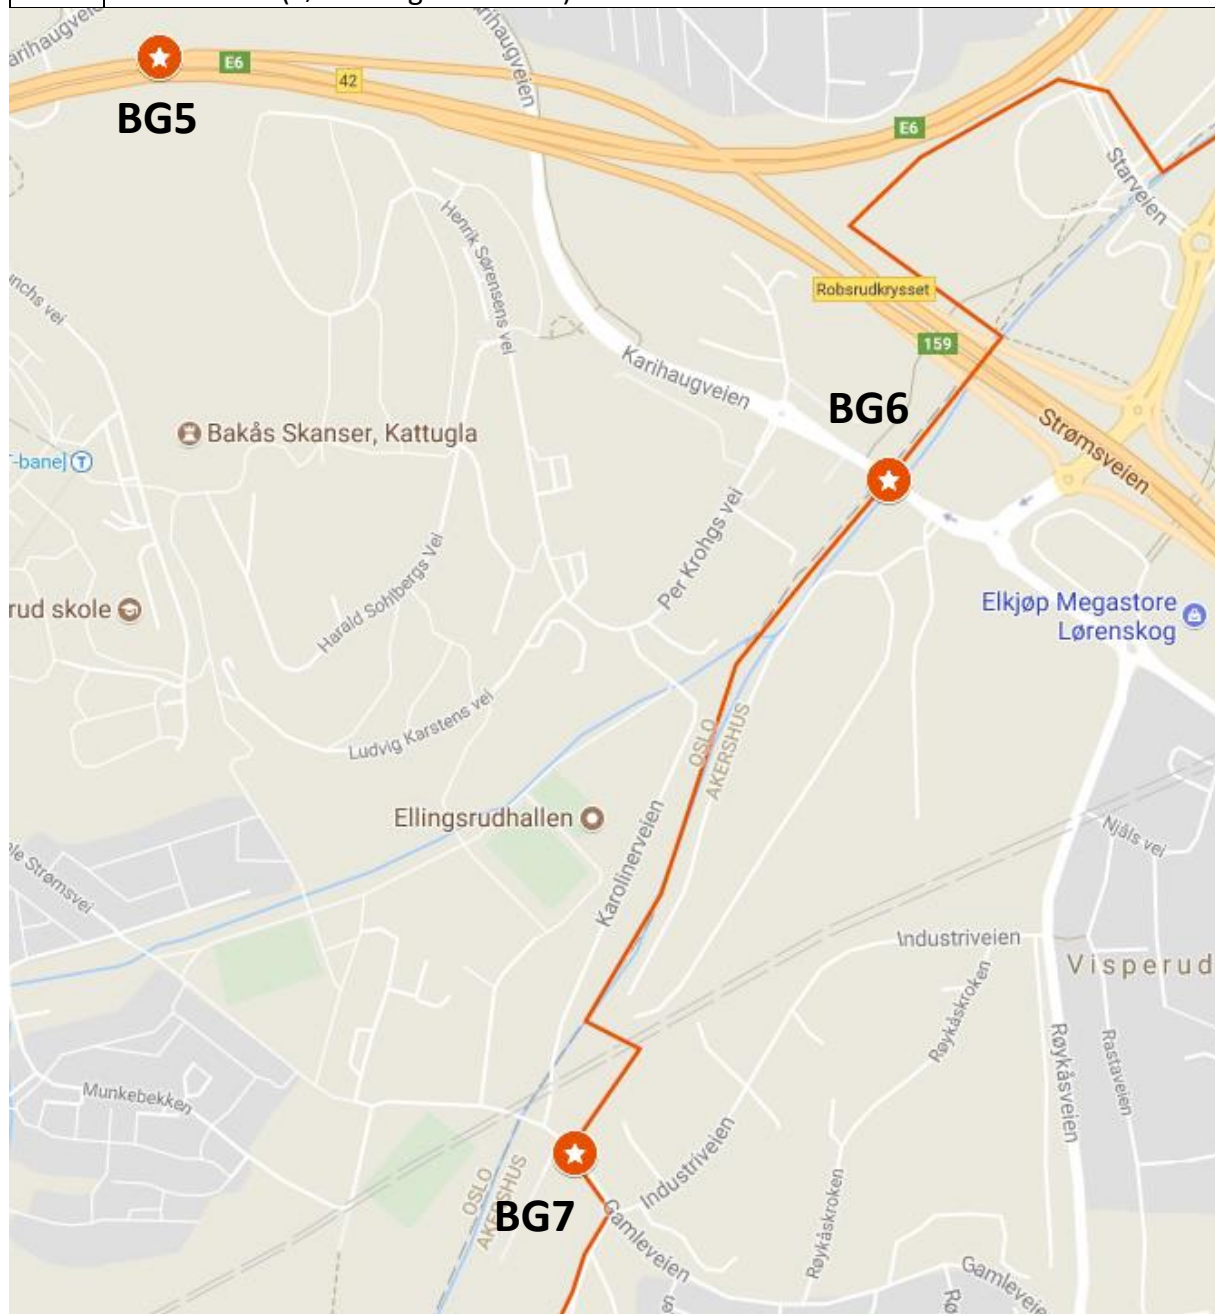 E6
42
BG5
Karihaugveien
E6
Starveien
Henrik Sørensens vei
Robsrudkrysset
159
Karihaugveien
BG6
Strømsveien
Bakås Skanser, Kattugla
Per Krohgs vei
Harald Sohlbergs Vei
Elkjøp Megastore
Lørenskog
Ludvig Karstens vei
OSLO
AKERSHUS
Ellingsrudhallen
Karolinerveien
Njåls vei
Industriveien
Visperud
Røykåskroken
Røykåsveien
Rastaveien
Munkebekken
Industriveien
OSLO
AKERSHUS
BG7
Gamleveien
Røykåskroken
Gamleveien